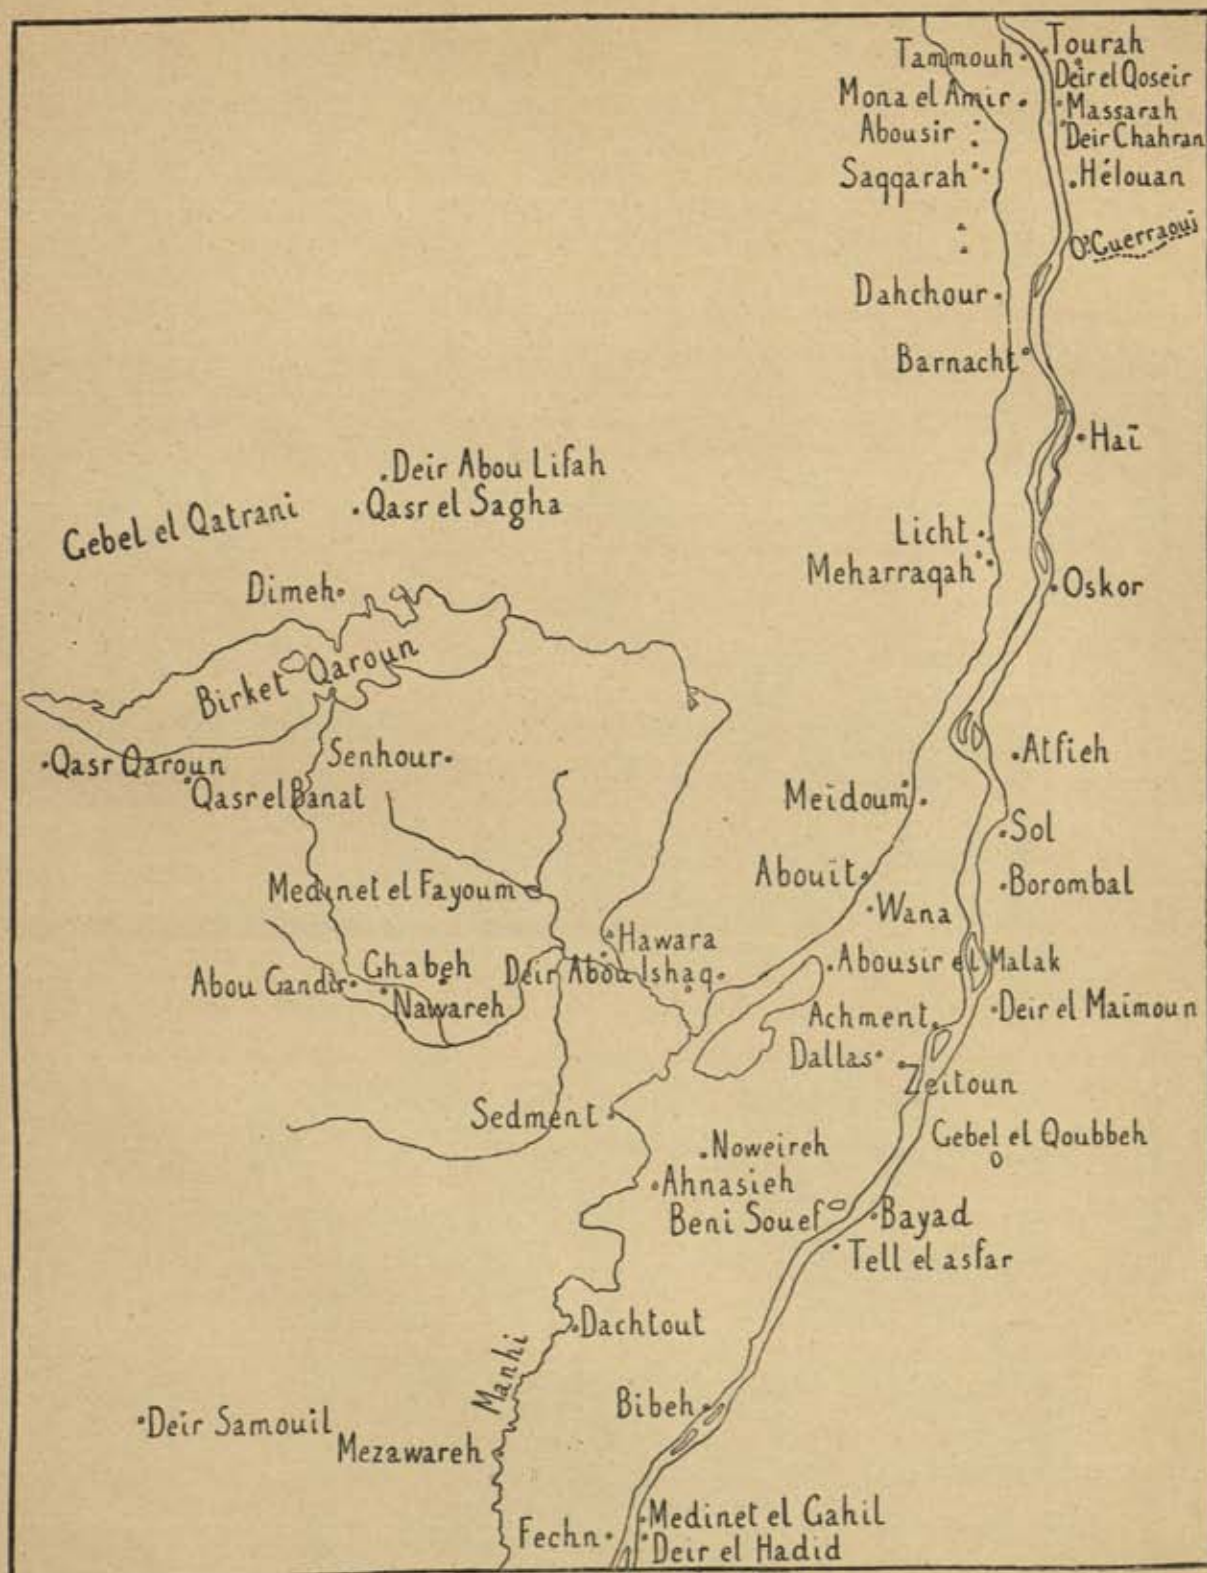 Tammouh
Tourah
Deir el Qoseir
Mona el Amir
Massarah
Abousir
Deir Chahran
Saqqarah
Hélouan
O. Guerraoui
Dahchour
Barnacht
Haī
Deir Abou Lifah
Qasr el Sagha
Gebel el Qatrani
Licht
Meharraqah
Oskor
Dimeh
Birket Qaroun
Qasr Qaroun
Senhour
Qasr el Banat
Atfieh
Meīdoum
Sol
Abouīt
Borombal
Medinet el Fayoum
Wana
Hawara
Ghabeh
Deir Abou Ishaq
Abousir el Malak
Abou Gandir
Nawareh
Achment
Deir el Maīmoun
Dallas
Zeitoun
Sedment
Gebel el Qoubbeh
Noweireh
Ahnasieh
Beni Souef
Bayad
Tell el asfar
Dachtout
Manhi
Bibeh
Deir Samouil
Mezawareh
Medinet el Gahil
Fechn
Deir el Hadid